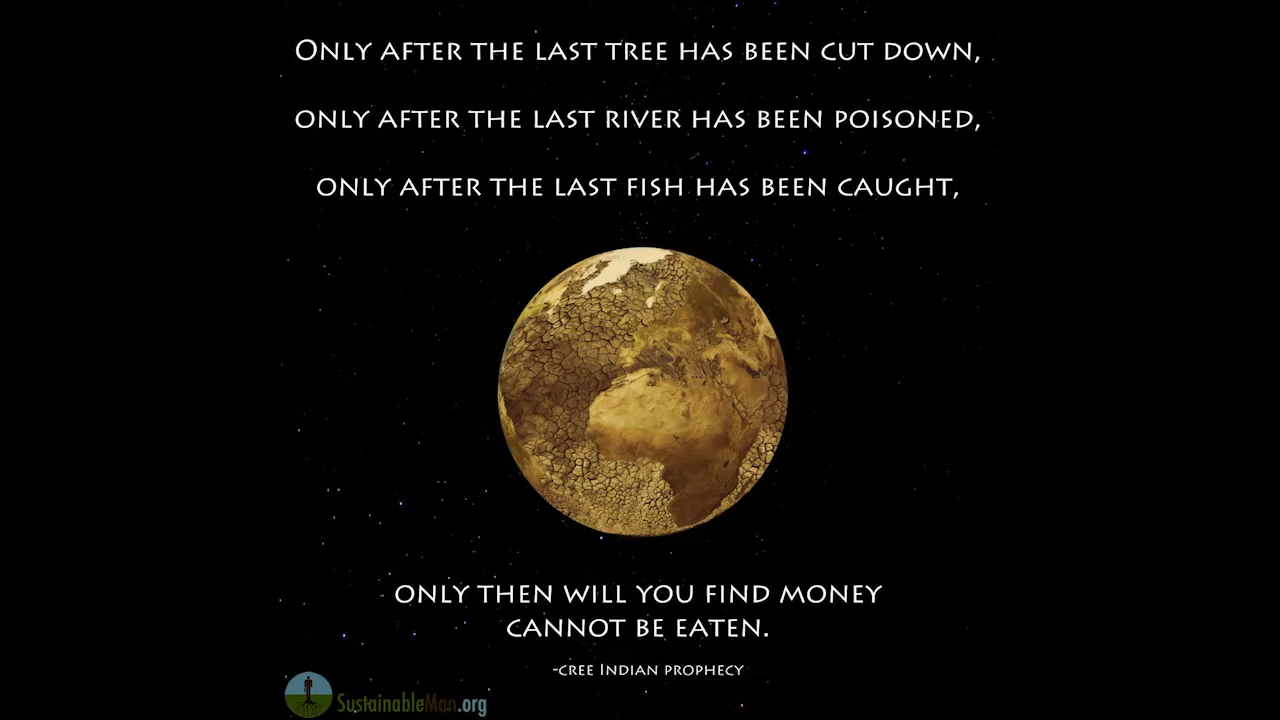 Only after the last tree has been cut down,
only after the last river has been poisoned,
only after the last fish has been caught,
only then will you find money
cannot be eaten.
-cree Indian prophecy
SustainableMan.org